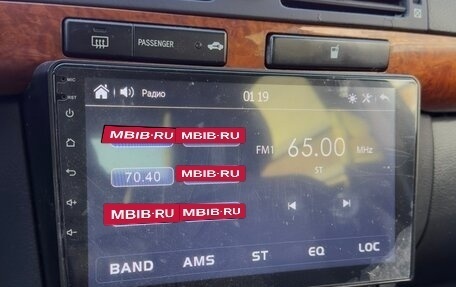 PASSENGER
MIC
RST
Радио
01 19
MBIB·RU MBIB·RU
70.40 MBIB·RU
MBIB·RU MBIB·RU
FM1 65.00 MHz
ST
BAND AMS ST EQ LOC